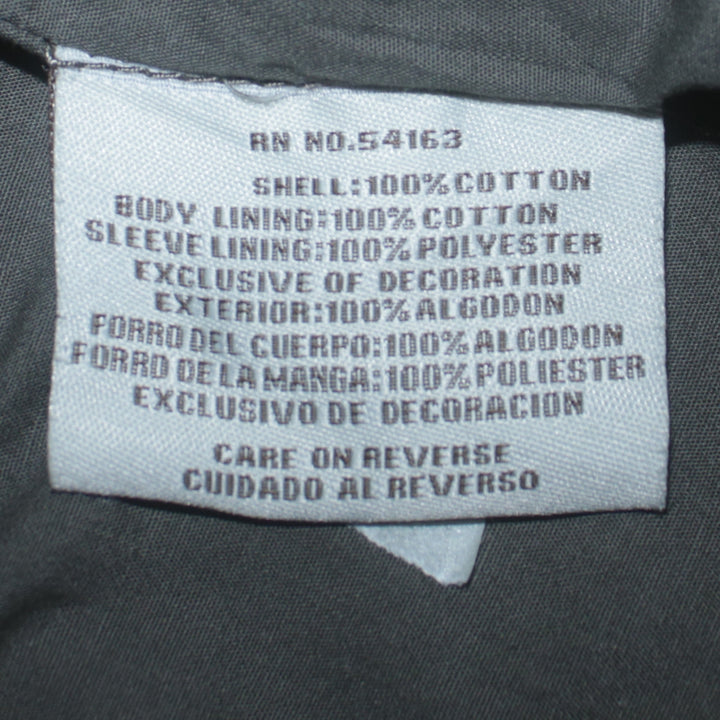 RN NO.54163
SHELL:100% COTTON
BODY LINING:100% COTTON
SLEEVE LINING:100% POLYESTER
EXCLUSIVE OF DECORATION
EXTERIOR:100% ALGODON
FORRO DEL CUERPO:100% ALGODON
FORRO DE LA MANGA:100% POLIESTER
EXCLUSIVO DE DECORACION
CARE ON REVERSE
CUIDADO AL REVERSO